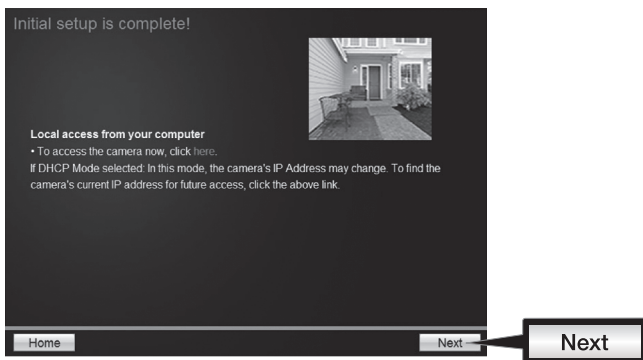 Initial setup is complete!
Local access from your computer
• To access the camera now, click here.
If DHCP Mode selected: In this mode, the camera's IP Address may change. To find the
camera's current IP address for future access, click the above link.
Home
Next
Next